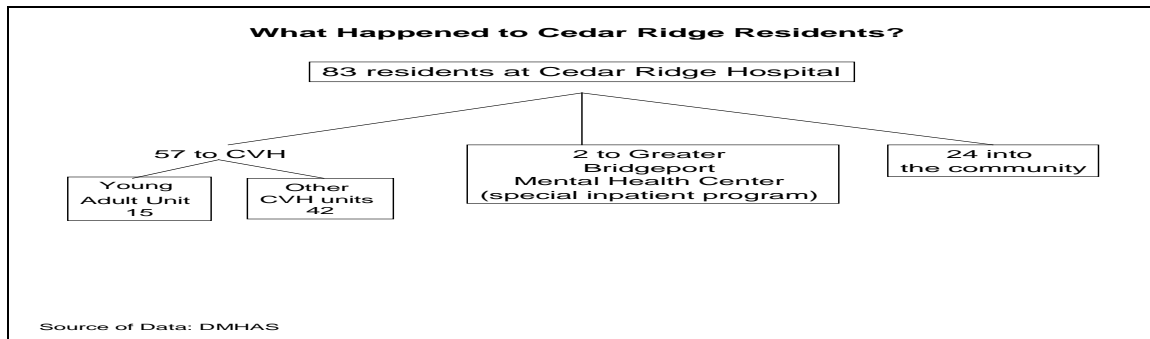 What Happened to Cedar Ridge Residents?
83 residents at Cedar Ridge Hospital
57 to CVH
Young
Adult Unit
15
Other
CVH units
42
2 to Greater
Bridgeport
Mental Health Center
(special inpatient program)
24 into
the community
Source of Data: DMHAS